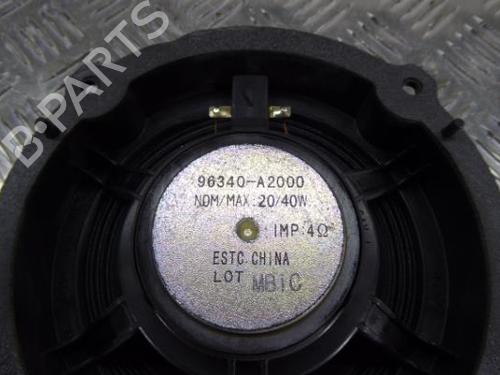 B-PARTS
96340-A2000
NOM/MAX:20/40W
IMP:4Ω
ESTC CHINA
LOT MB1C